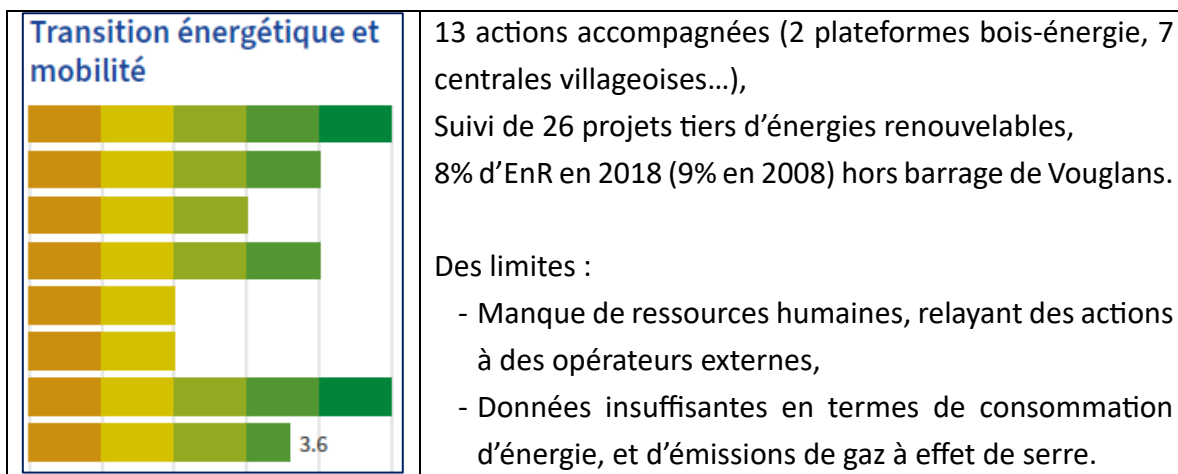 Transition énergétique et
mobilité
3.6
13 actions accompagnées (2 plateformes bois-énergie, 7
centrales villageoises…),
Suivi de 26 projets tiers d’énergies renouvelables,
8% d’EnR en 2018 (9% en 2008) hors barrage de Vouglans.
Des limites :
- Manque de ressources humaines, relayant des actions
à des opérateurs externes,
- Données insuffisantes en termes de consommation
d’énergie, et d’émissions de gaz à effet de serre.